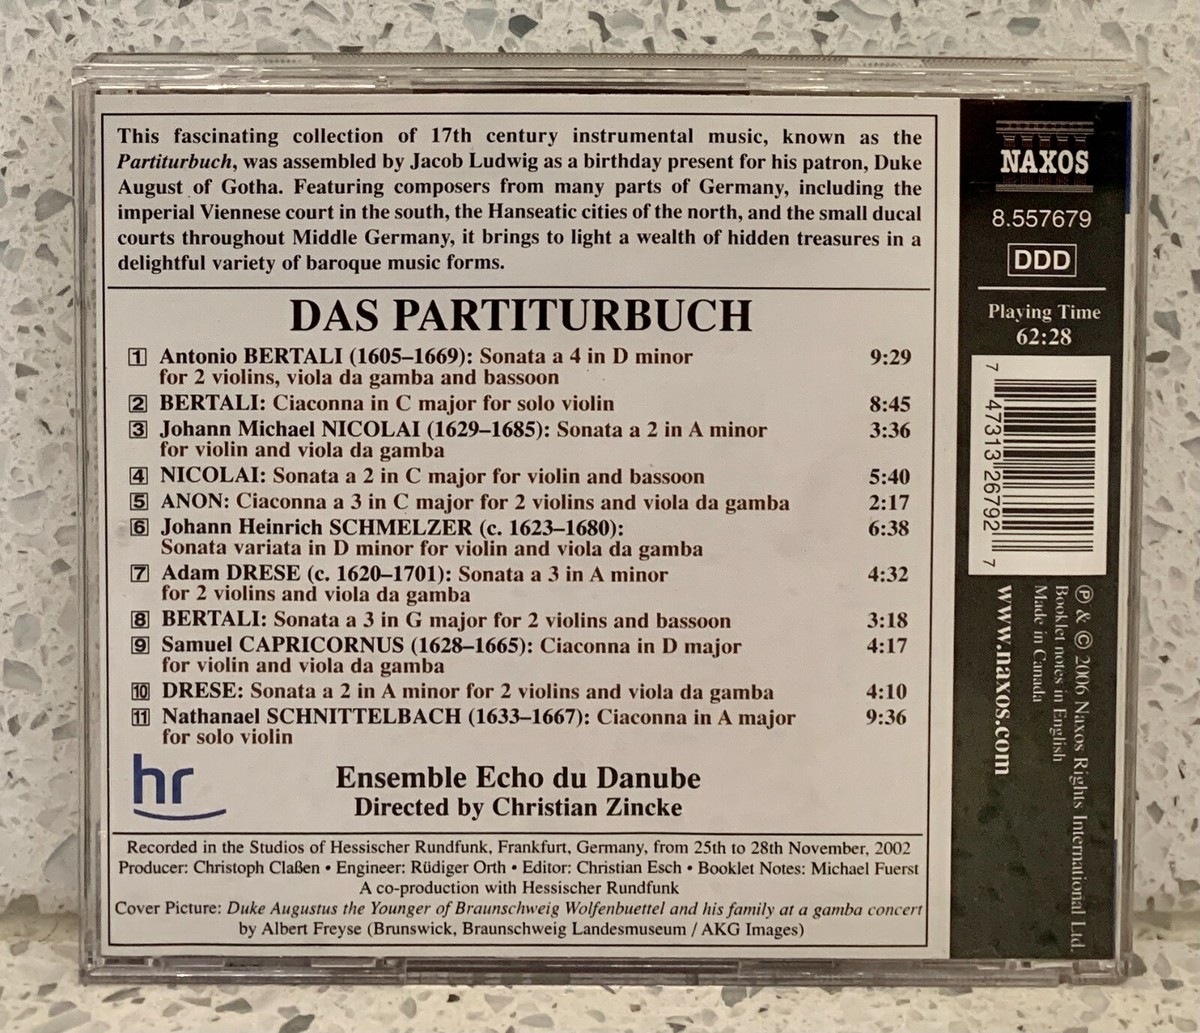 This fascinating collection of 17th century instrumental music, known as the
Partiturbuch, was assembled by Jacob Ludwig as a birthday present for his patron, Duke
August of Gotha. Featuring composers from many parts of Germany, including the
imperial Viennese court in the south, the Hanseatic cities of the north, and the small ducal
courts throughout Middle Germany, it brings to light a wealth of hidden treasures in a
delightful variety of baroque music forms.
DAS PARTITURBUCH
1 Antonio BERTALI (1605–1669): Sonata a 4 in D minor 9:29
for 2 violins, viola da gamba and bassoon
2 BERTALI: Ciaconna in C major for solo violin 8:45
3 Johann Michael NICOLAI (1629–1685): Sonata a 2 in A minor 3:36
for violin and viola da gamba
4 NICOLAI: Sonata a 2 in C major for violin and bassoon 5:40
5 ANON: Ciaconna a 3 in C major for 2 violins and viola da gamba 2:17
6 Johann Heinrich SCHMELZER (c. 1623–1680): 6:38
Sonata variata in D minor for violin and viola da gamba
7 Adam DRESE (c. 1620–1701): Sonata a 3 in A minor 4:32
for 2 violins and viola da gamba
8 BERTALI: Sonata a 3 in G major for 2 violins and bassoon 3:18
9 Samuel CAPRICORNUS (1628–1665): Ciaconna in D major 4:17
for violin and viola da gamba
10 DRESE: Sonata a 2 in A minor for 2 violins and viola da gamba 4:10
11 Nathanael SCHNITTELBACH (1633–1667): Ciaconna in A major 9:36
for solo violin
hr
Ensemble Echo du Danube
Directed by Christian Zincke
Recorded in the Studios of Hessischer Rundfunk, Frankfurt, Germany, from 25th to 28th November, 2002
Producer: Christoph Claßen • Engineer: Rüdiger Orth • Editor: Christian Esch • Booklet Notes: Michael Fuerst
A co-production with Hessischer Rundfunk
Cover Picture: Duke Augustus the Younger of Braunschweig Wolfenbuettel and his family at a gamba concert
by Albert Freyse (Brunswick, Braunschweig Landesmuseum / AKG Images)
NAXOS
8.557679
DDD
Playing Time
62:28
7 47313 26792 7
℗ & © 2006 Naxos Rights International Ltd.
Booklet notes in English
Made in Canada
www.naxos.com